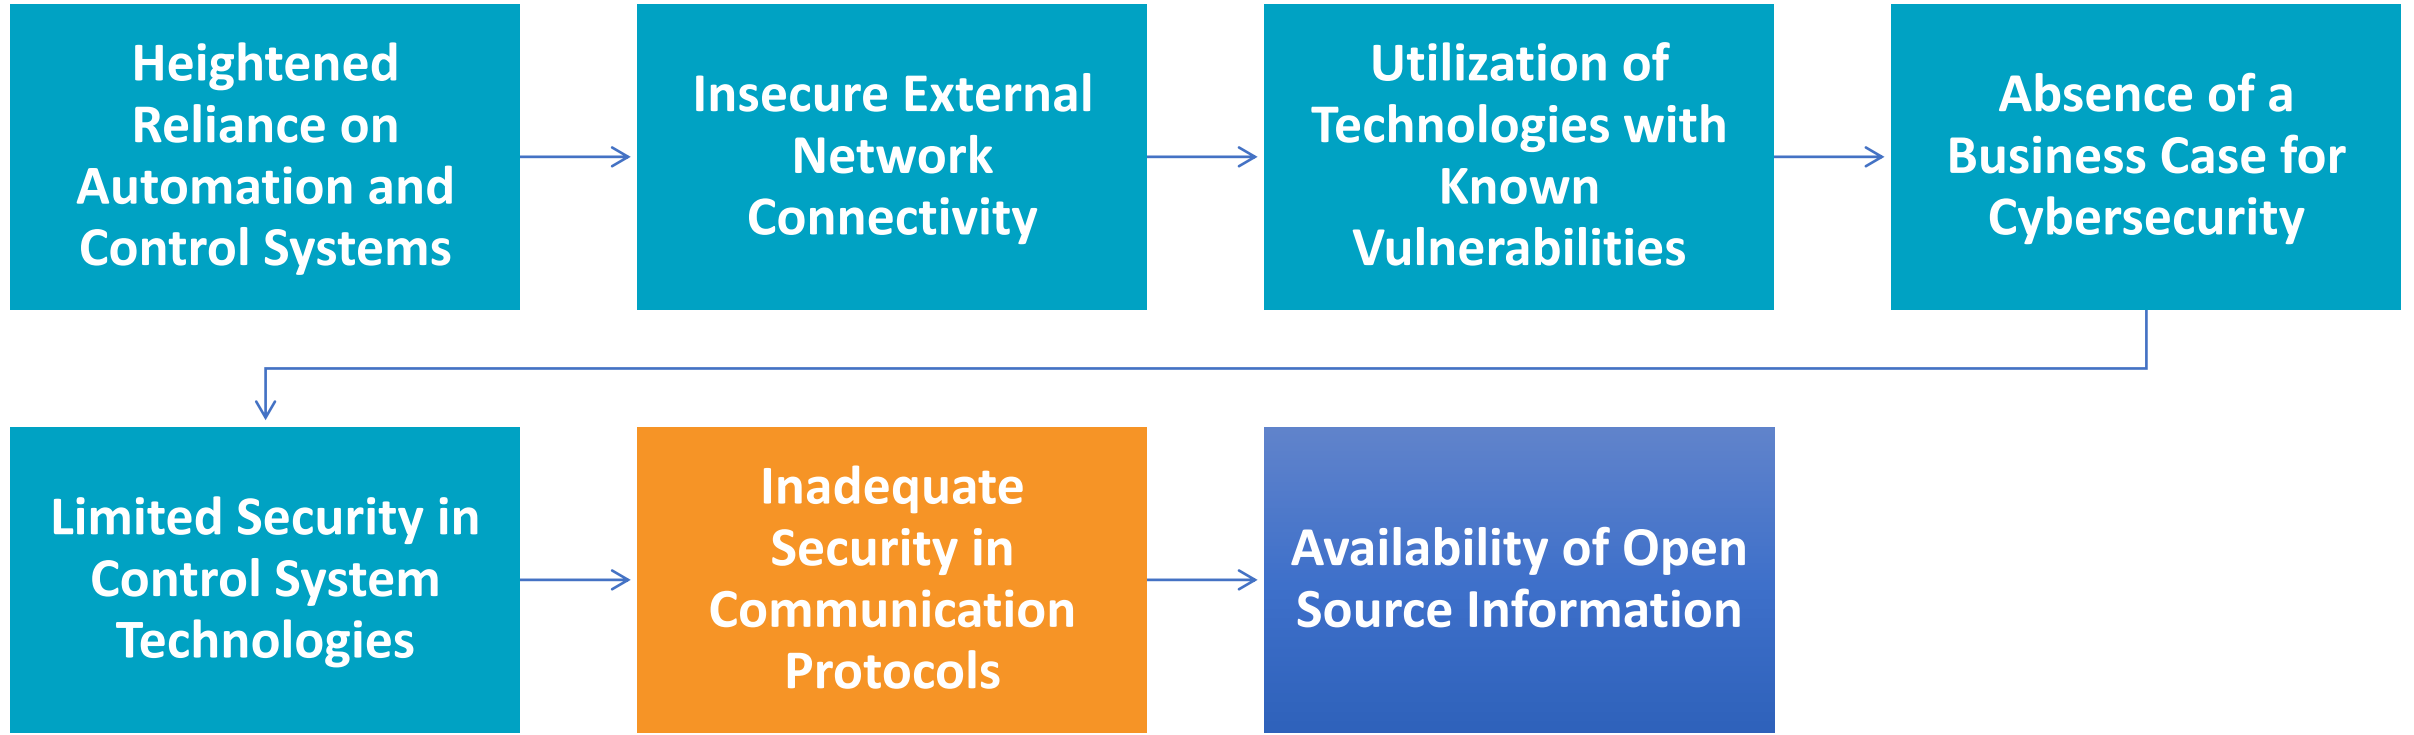 Heightened
Reliance on
Automation and
Control Systems
Insecure External
Network
Connectivity
Utilization of
Technologies with
Known
Vulnerabilities
Absence of a
Business Case for
Cybersecurity
Limited Security in
Control System
Technologies
Inadequate
Security in
Communication
Protocols
Availability of Open
Source Information